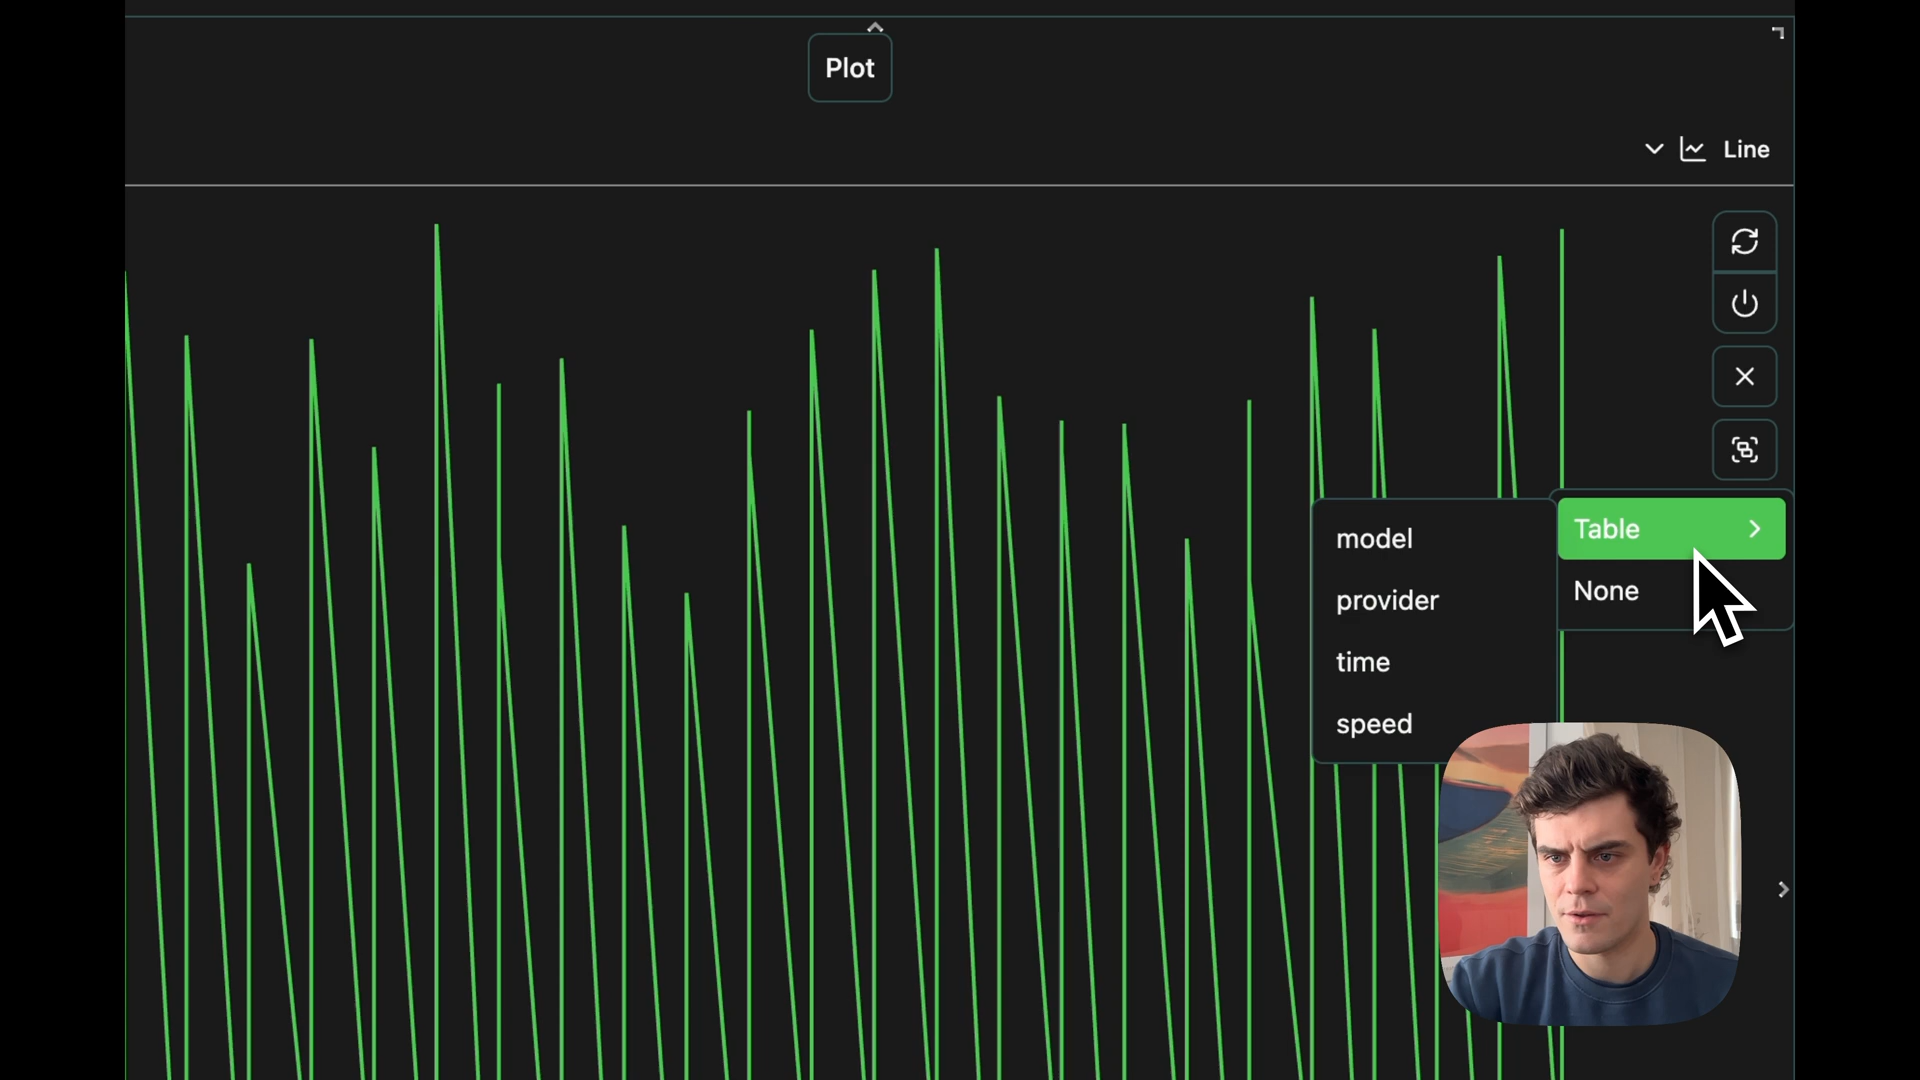 Plot
Line
Table
None
model
provider
time
speed